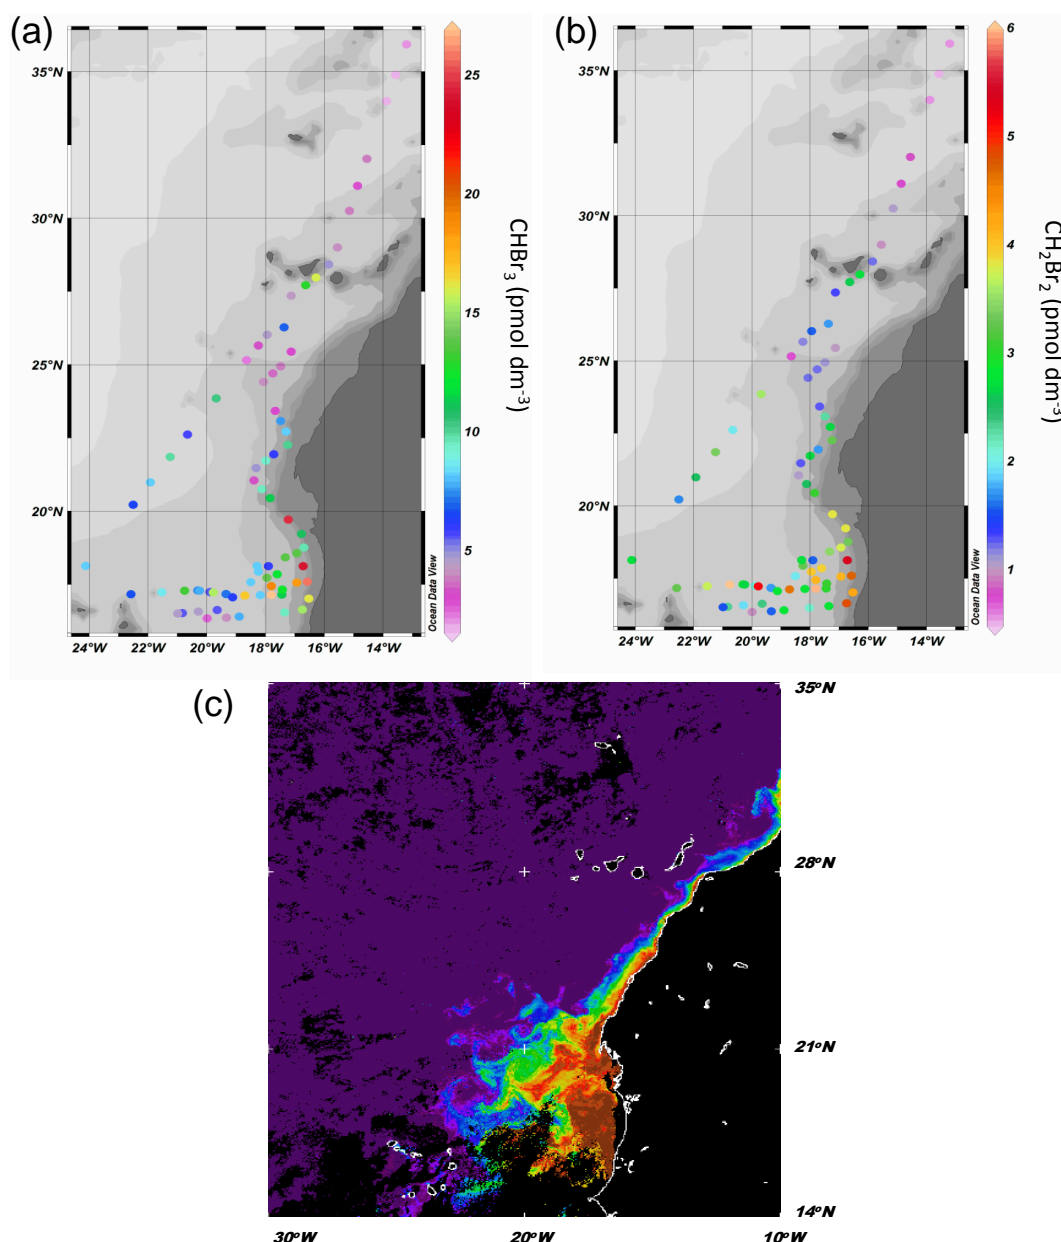 (a)
35°N
30°N
25°N
20°N
24°W 22°W 20°W 18°W 16°W 14°W
Ocean Data View
25
20
15
10
5
CHBr3 (pmol dm-3)
(b)
35°N
30°N
25°N
20°N
24°W 22°W 20°W 18°W 16°W 14°W
Ocean Data View
6
5
4
3
2
1
CH2Br2 (pmol dm-3)
(c)
35°N
28°N
21°N
14°N
30°W 20°W 10°W